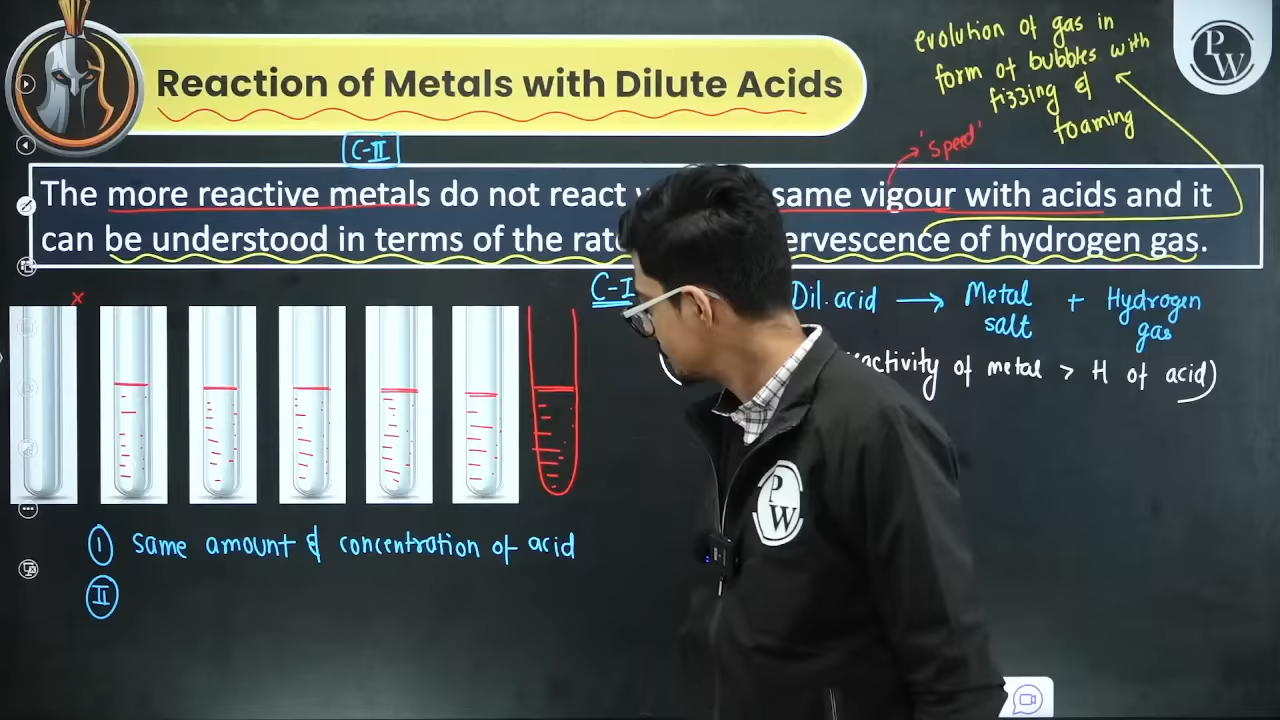 evolution of gas in
form of bubbles with
fizzing &
foaming
PW
Reaction of Metals with Dilute Acids
'speed'
C-II
The more reactive metals do not react same vigour with acids and it
can be understood in terms of the ervescence of hydrogen gas.
x
C-I Dil. acid → Metal salt + Hydrogen gas
activity of metal > H of acid)
PW
I same amount & concentration of acid
II